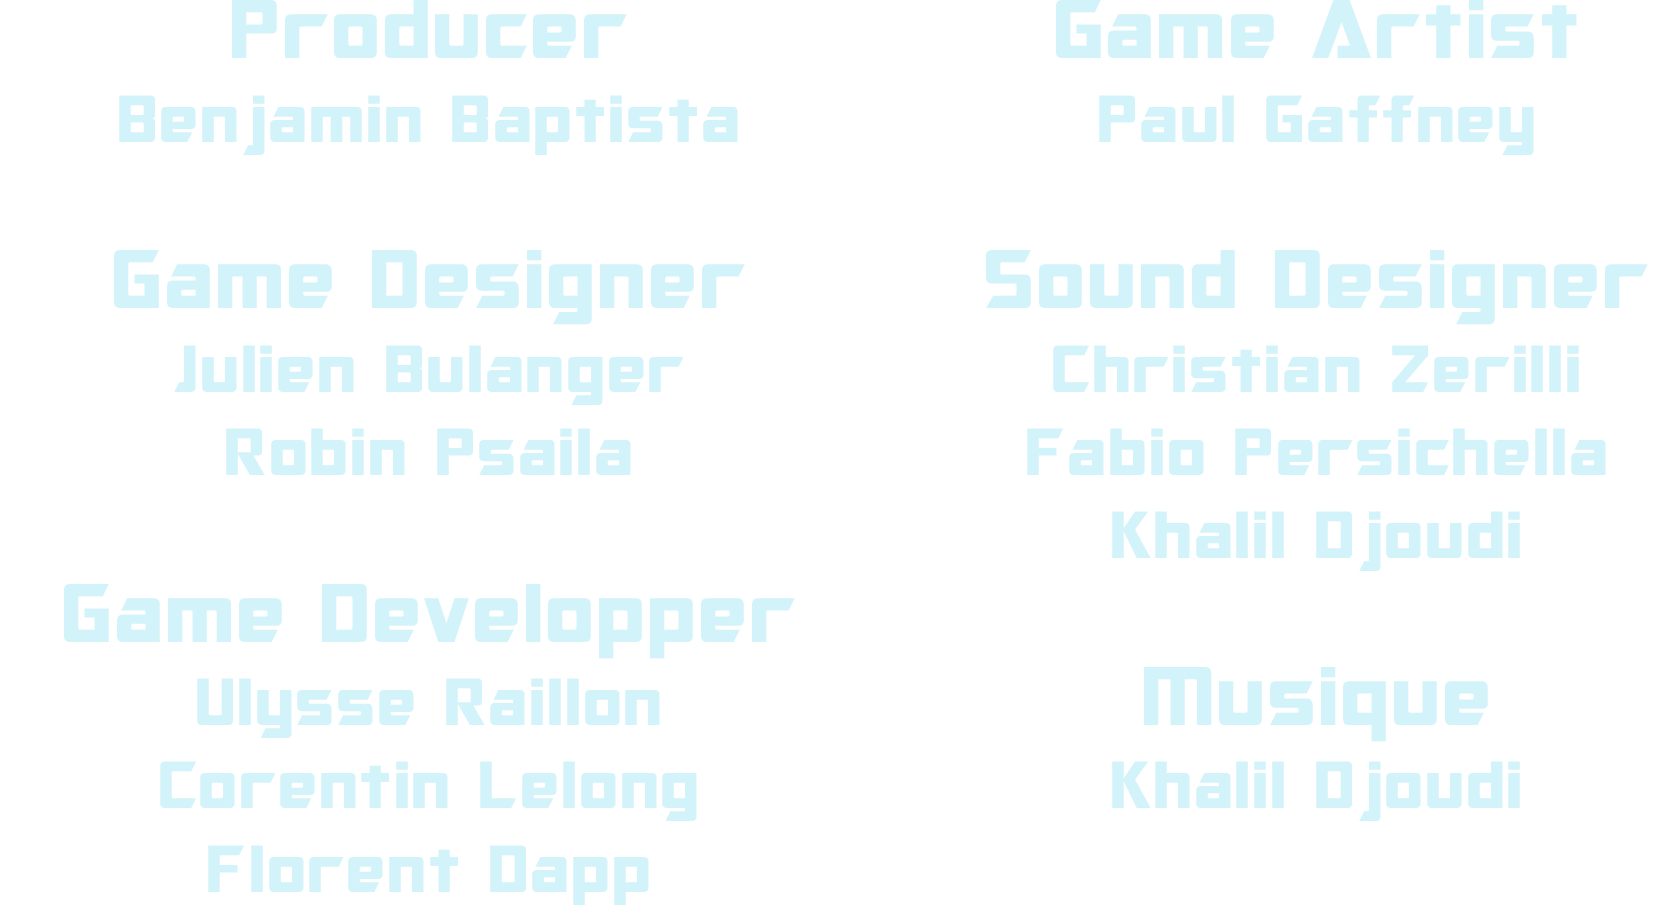 Producer
Benjamin Baptista
Game Designer
Julien Bulanger
Robin Psaila
Game Developper
Ulysse Raillon
Corentin Lelong
Florent Dapp
Game Artist
Paul Gaffney
Sound Designer
Christian Zerilli
Fabio Persichella
Khalil Djoudi
Musique
Khalil Djoudi